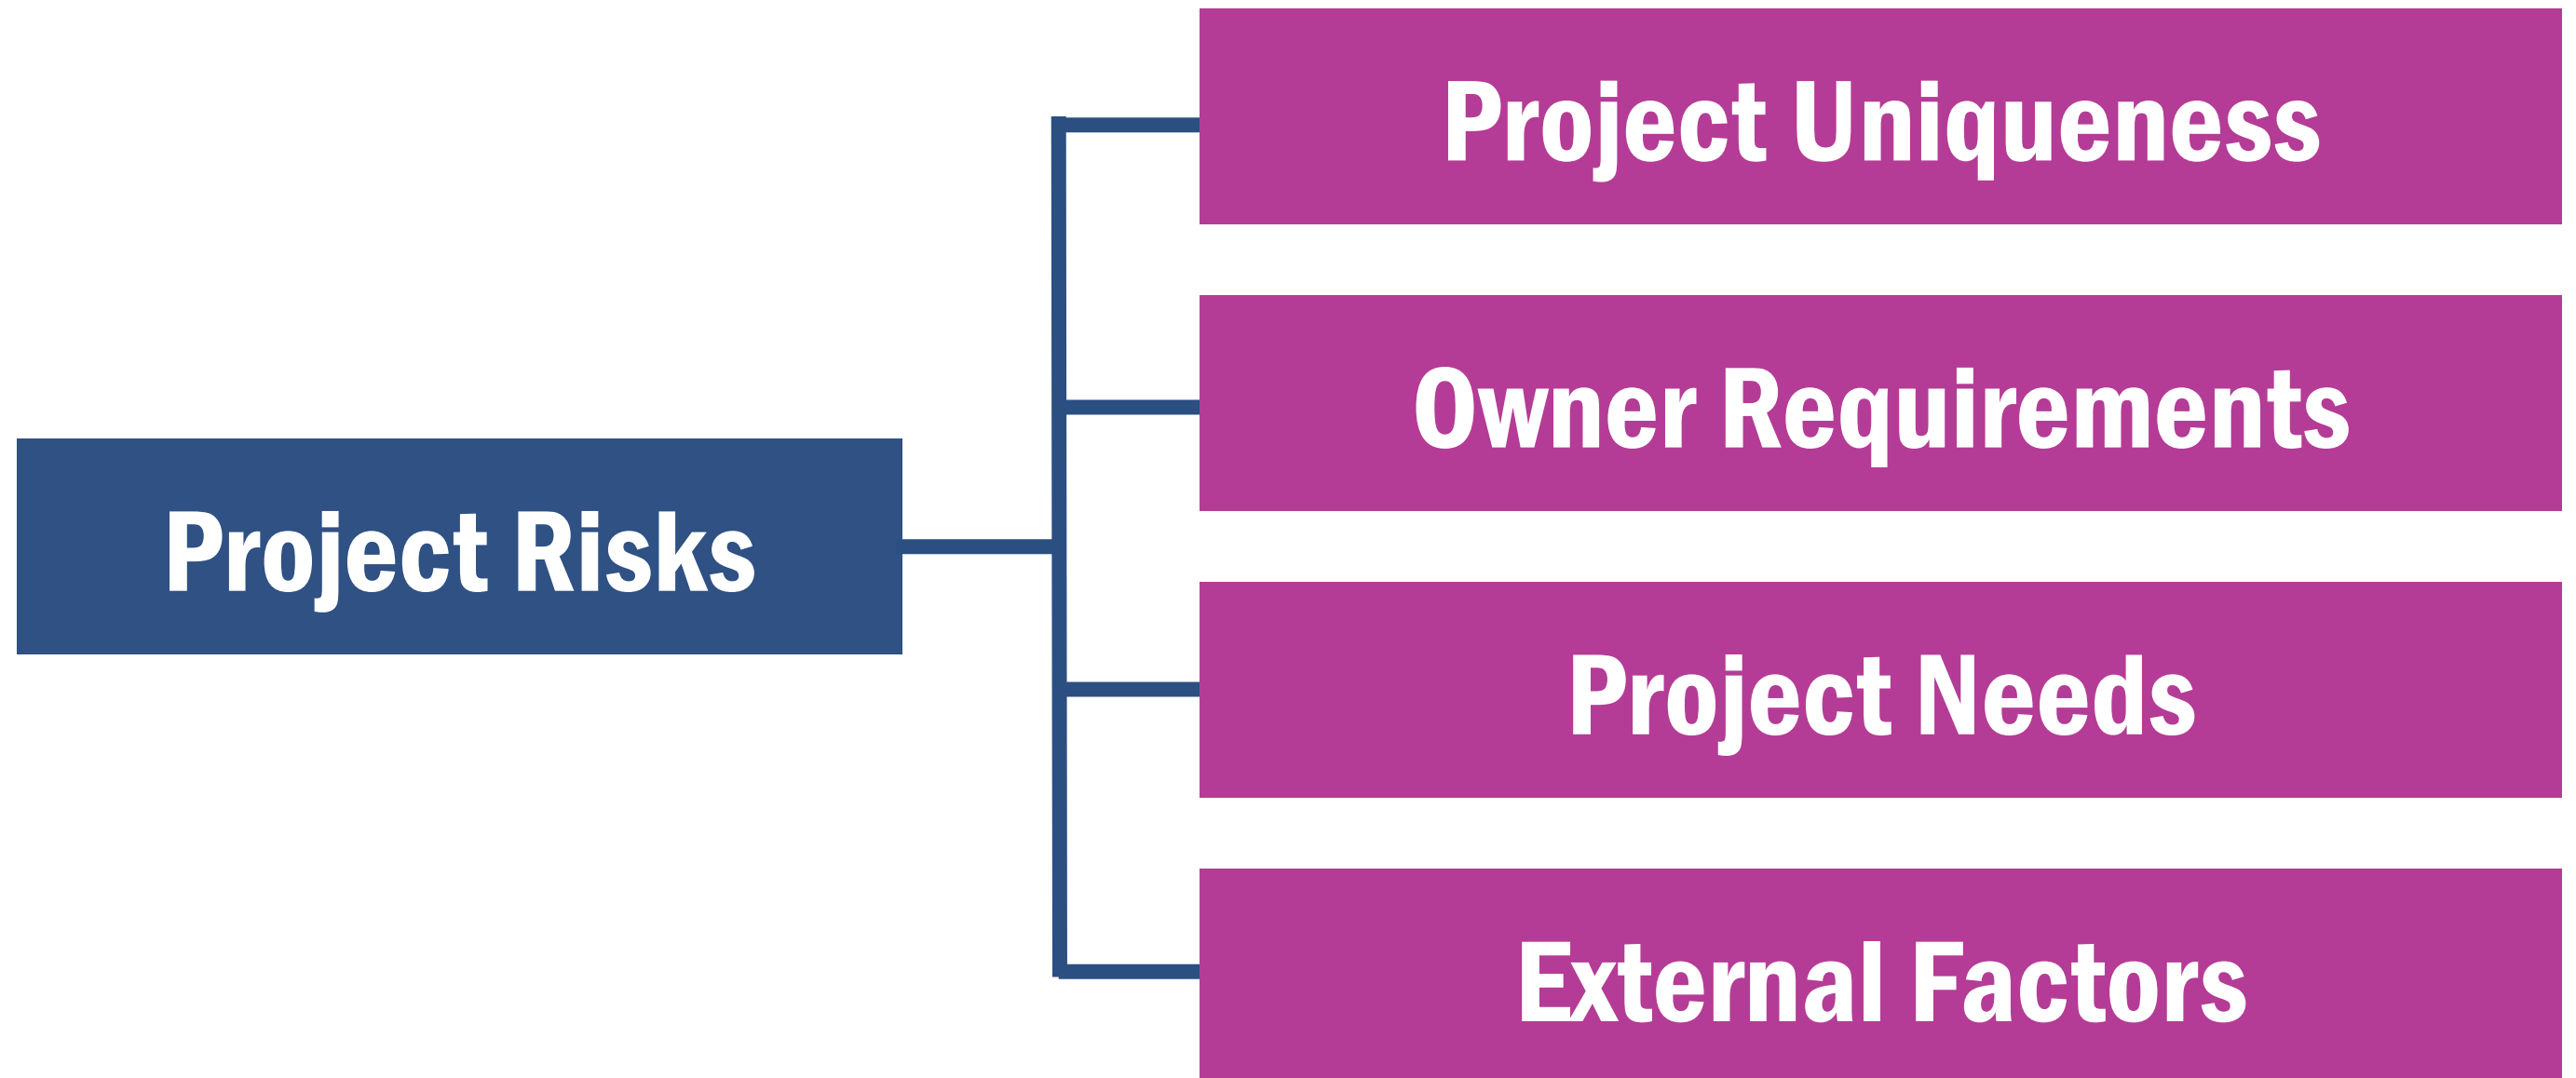 Project Uniqueness
Owner Requirements
Project Risks
Project Needs
External Factors